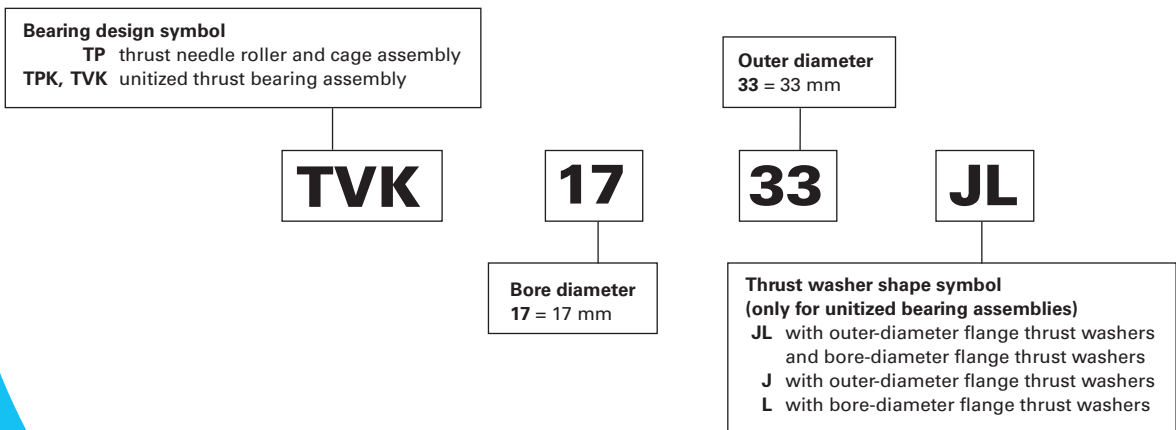 Bearing design symbol
TP thrust needle roller and cage assembly
TPK, TVK unitized thrust bearing assembly
Outer diameter
33 = 33 mm
TVK
17
33
JL
Bore diameter
17 = 17 mm
Thrust washer shape symbol
(only for unitized bearing assemblies)
JL with outer-diameter flange thrust washers
and bore-diameter flange thrust washers
J with outer-diameter flange thrust washers
L with bore-diameter flange thrust washers